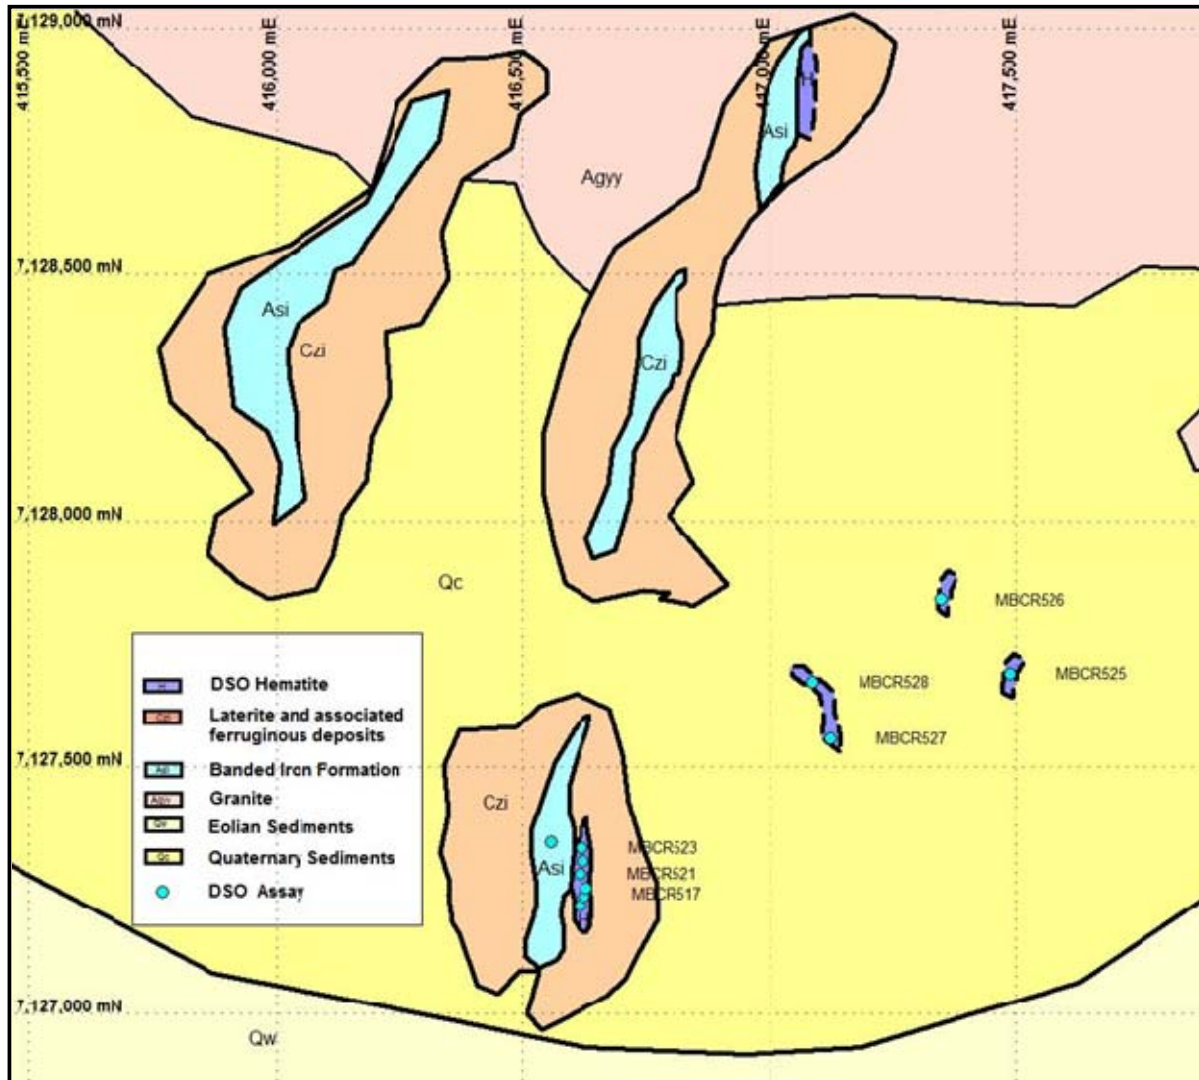 7,129,000 mN
415,500 mE
416,000 mE
416,500 mE
417,000 mE
417,500 mE
H
Asi
Agyy
7,128,500 mN
Asi
Czi
Czi
7,128,000 mN
Qc
MBCR526
MBCR525
MBCR528
MBCR527
DSO Hematite
Laterite and associated
ferruginous deposits
Banded Iron Formation
Granite
Eolian Sediments
Quaternary Sediments
DSO Assay
7,127,500 mN
Czi
Asi
MBCR523
MBCR521
MBCR517
7,127,000 mN
Qw